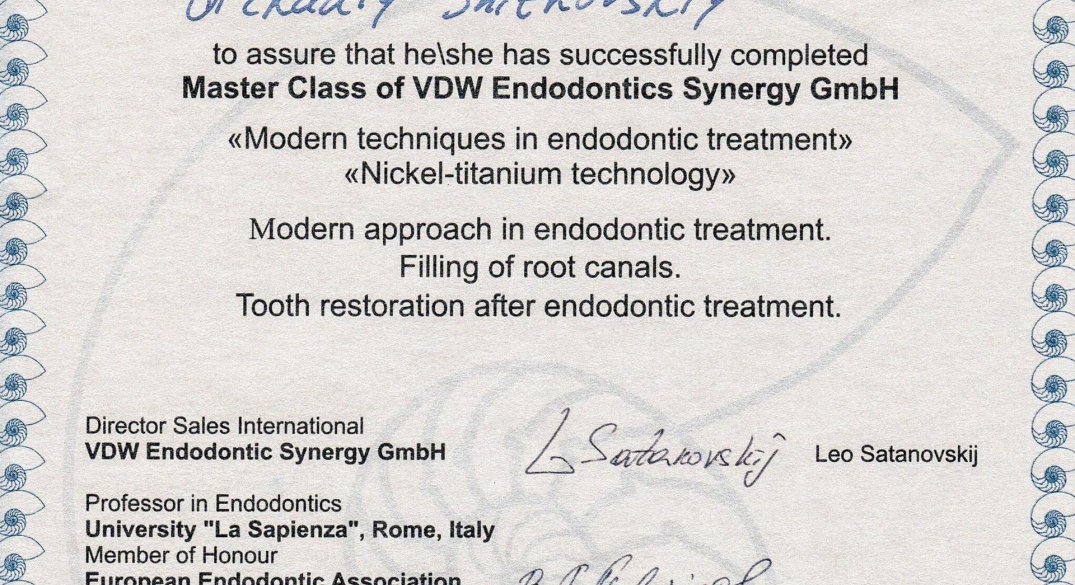 to assure that he\she has successfully completed
Master Class of VDW Endodontics Synergy GmbH
«Modern techniques in endodontic treatment»
«Nickel-titanium technology»
Modern approach in endodontic treatment.
Filling of root canals.
Tooth restoration after endodontic treatment.
Director Sales International
VDW Endodontic Synergy GmbH
L Satanovskij Leo Satanovskij
Professor in Endodontics
University "La Sapienza", Rome, Italy
Member of Honour
European Endodontic Association